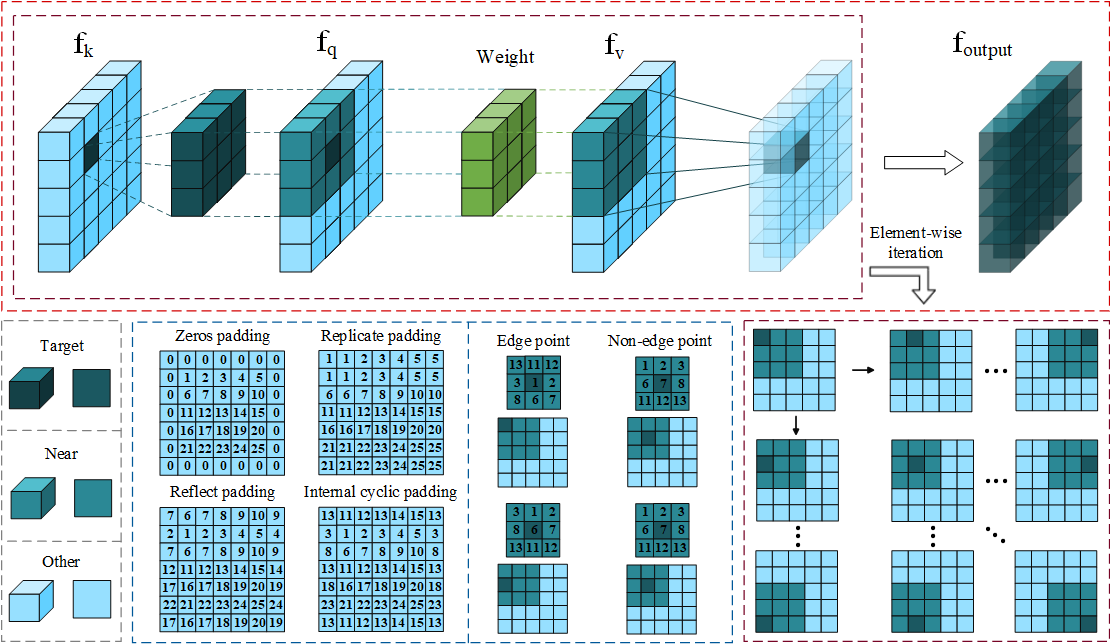 f_k
f_q
Weight
f_v
f_output
Element-wise
iteration
Target
Near
Other
Zeros padding
0 0 0 0 0 0 0
0 1 2 3 4 5 0
0 6 7 8 9 10 0
0 11 12 13 14 15 0
0 16 17 18 19 20 0
0 21 22 23 24 25 0
0 0 0 0 0 0 0
Replicate padding
1 1 2 3 4 5 5
1 1 2 3 4 5 5
6 6 7 8 9 10 10
11 11 12 13 14 15 15
16 16 17 18 19 20 20
21 21 22 23 24 25 25
21 21 22 23 24 25 25
Reflect padding
7 6 7 8 9 10 9
2 1 2 3 4 5 4
7 6 7 8 9 10 9
12 11 12 13 14 15 14
17 16 17 18 19 20 19
22 21 22 23 24 25 24
17 16 17 18 19 20 19
Internal cyclic padding
13 11 12 13 14 15 13
3 1 2 3 4 5 3
8 6 7 8 9 10 8
13 11 12 13 14 15 13
18 16 17 18 19 20 18
23 21 22 23 24 25 23
13 11 12 13 14 15 13
Edge point
13 11 12
3 1 2
8 6 7
3 1 2
8 6 7
13 11 12
Non-edge point
1 2 3
6 7 8
11 12 13
1 2 3
6 7 8
11 12 13